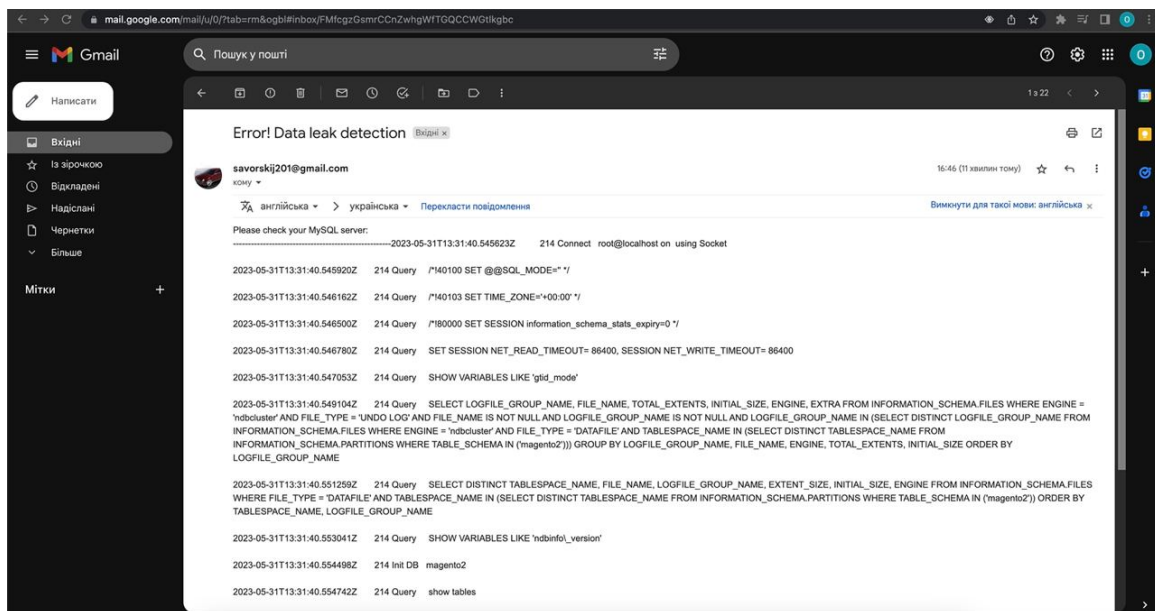 mail.google.com/mail/u/0/?tab=rm&ogbl#inbox/FMfcgzGsmrCCnZwhgWfTGQCCWGtlkgbc
O
Gmail
Пошук у пошті
O
Написати
1 з 22
Error! Data leak detection Вхідні x
Вхідні
Із зірочкою
Відкладені
Надіслані
Чернетки
Більше
Мітки +
savorskij201@gmail.com
16:46 (11 хвилин тому)
кому
англійська > українська Перекласти повідомлення
Вимкнути для такої мови: англійська x
Please check your MySQL server:
-----------------------------------------------------2023-05-31T13:31:40.545623Z 214 Connect root@localhost on using Socket
2023-05-31T13:31:40.545920Z 214 Query /*!40100 SET @@SQL_MODE='' */
2023-05-31T13:31:40.546162Z 214 Query /*!40103 SET TIME_ZONE='+00:00' */
2023-05-31T13:31:40.546500Z 214 Query /*!80000 SET SESSION information_schema_stats_expiry=0 */
2023-05-31T13:31:40.546780Z 214 Query SET SESSION NET_READ_TIMEOUT= 86400, SESSION NET_WRITE_TIMEOUT= 86400
2023-05-31T13:31:40.547053Z 214 Query SHOW VARIABLES LIKE 'gtid_mode'
2023-05-31T13:31:40.549104Z 214 Query SELECT LOGFILE_GROUP_NAME, FILE_NAME, TOTAL_EXTENTS, INITIAL_SIZE, ENGINE, EXTRA FROM INFORMATION_SCHEMA.FILES WHERE ENGINE =
'ndbcluster' AND FILE_TYPE = 'UNDO LOG' AND FILE_NAME IS NOT NULL AND LOGFILE_GROUP_NAME IS NOT NULL AND LOGFILE_GROUP_NAME IN (SELECT DISTINCT LOGFILE_GROUP_NAME FROM
INFORMATION_SCHEMA.FILES WHERE ENGINE = 'ndbcluster' AND FILE_TYPE = 'DATAFILE' AND TABLESPACE_NAME IN (SELECT DISTINCT TABLESPACE_NAME FROM
INFORMATION_SCHEMA.PARTITIONS WHERE TABLE_SCHEMA IN ('magento2'))) GROUP BY LOGFILE_GROUP_NAME, FILE_NAME, ENGINE, TOTAL_EXTENTS, INITIAL_SIZE ORDER BY
LOGFILE_GROUP_NAME
2023-05-31T13:31:40.551259Z 214 Query SELECT DISTINCT TABLESPACE_NAME, FILE_NAME, LOGFILE_GROUP_NAME, EXTENT_SIZE, INITIAL_SIZE, ENGINE FROM INFORMATION_SCHEMA.FILES
WHERE FILE_TYPE = 'DATAFILE' AND TABLESPACE_NAME IN (SELECT DISTINCT TABLESPACE_NAME FROM INFORMATION_SCHEMA.PARTITIONS WHERE TABLE_SCHEMA IN ('magento2')) ORDER BY
TABLESPACE_NAME, LOGFILE_GROUP_NAME
2023-05-31T13:31:40.553041Z 214 Query SHOW VARIABLES LIKE 'ndbinfo\_version'
2023-05-31T13:31:40.554498Z 214 Init DB magento2
2023-05-31T13:31:40.554742Z 214 Query show tables